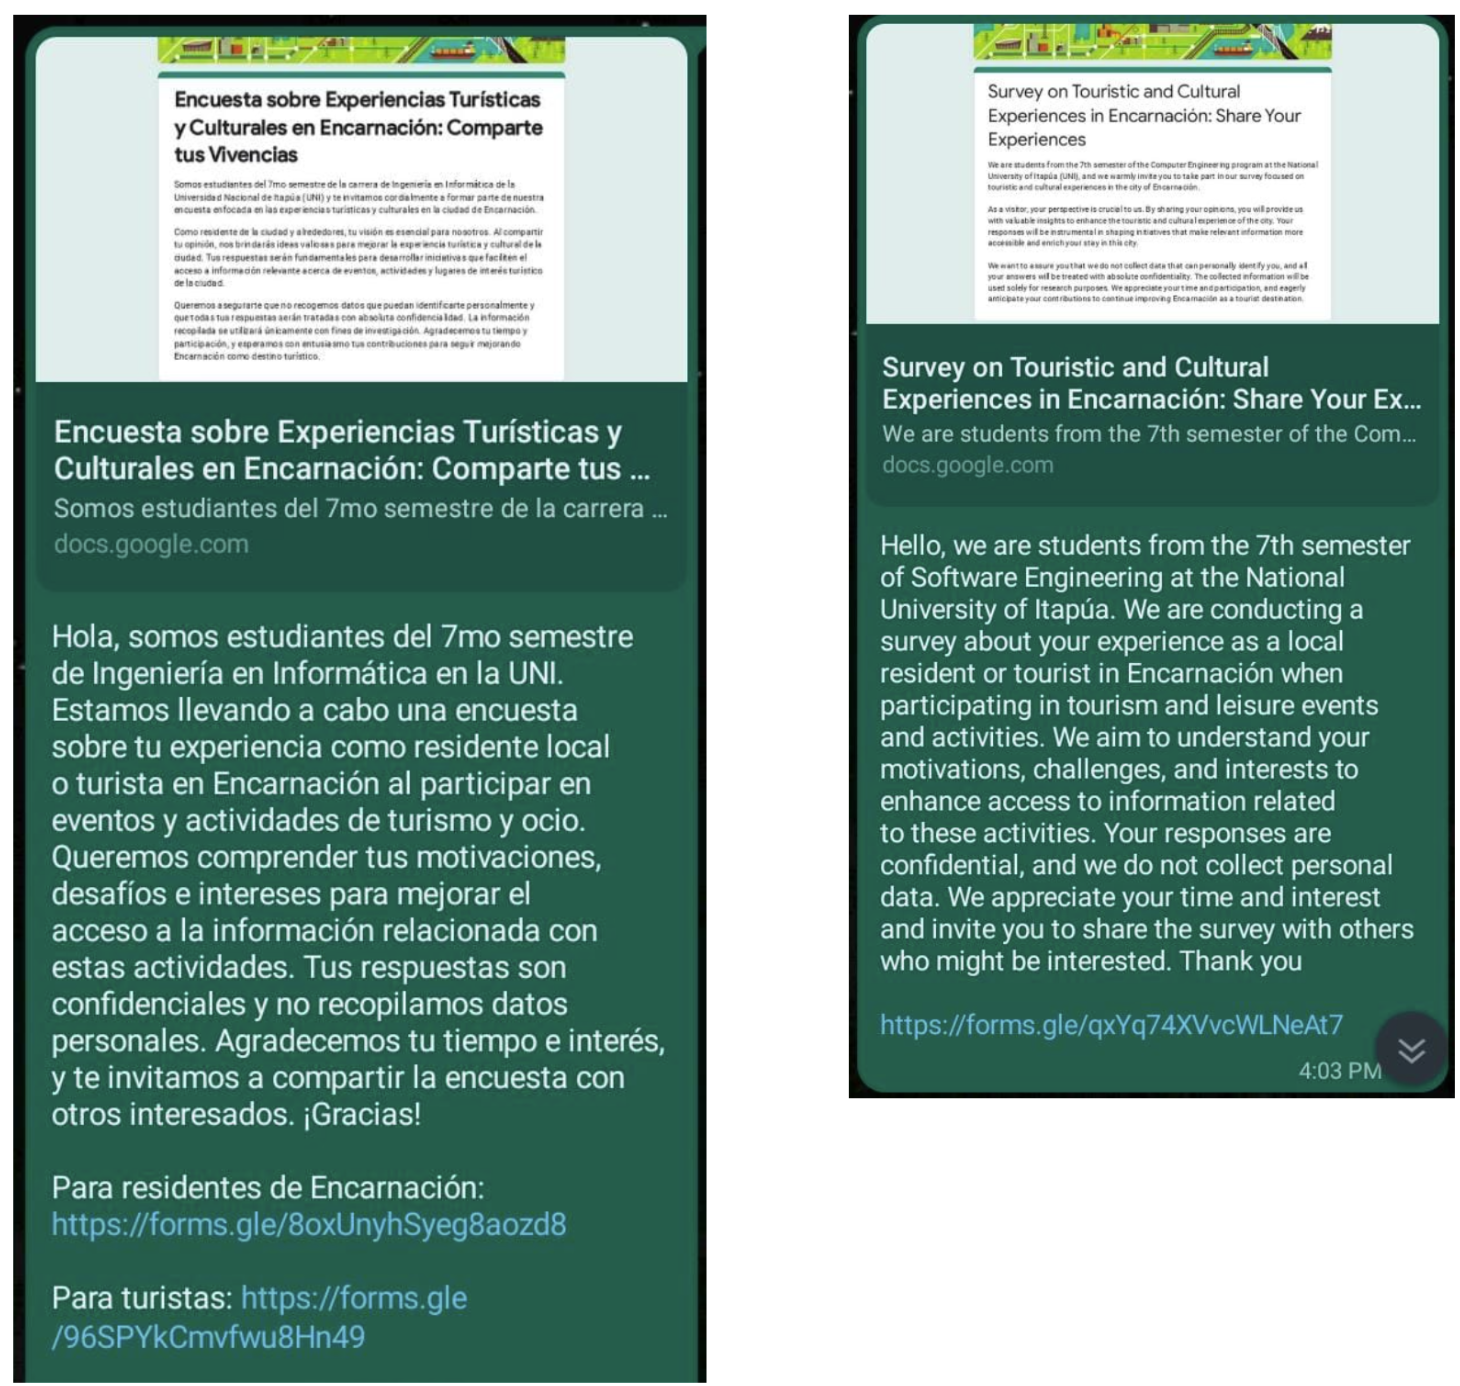 Encuesta sobre Experiencias Turísticas
y Culturales en Encarnación: Comparte
tus Vivencias
Somos estudiantes del 7mo semestre de la carrera de Ingeniería en Informática de la
Universidad Nacional de Itapúa (UNI) y te invitamos cordialmente a formar parte de nuestra
encuesta enfocada en las experiencias turísticas y culturales en la ciudad de Encarnación.
Como residente de la ciudad y alrededores, tu visión es esencial para nosotros. Al compartir
tu opinión, nos brindarás ideas valiosas para mejorar la experiencia turística y cultural de la
ciudad. Tus respuestas serán fundamentales para desarrollar iniciativas que faciliten el
acceso a información relevante acerca de eventos, actividades y lugares de interés turístico
de la ciudad.
Queremos asegurarte que no recogemos datos que puedan identificarte personalmente y
que todas tus respuestas serán tratadas con absoluta confidencialidad. La información
recopilada se utilizará únicamente con fines de investigación. Agradecemos tu tiempo y
participación, y esperamos con entusiasmo tus contribuciones para seguir mejorando
Encarnación como destino turístico.
Encuesta sobre Experiencias Turísticas y
Culturales en Encarnación: Comparte tus ...
Somos estudiantes del 7mo semestre de la carrera ...
docs.google.com
Hola, somos estudiantes del 7mo semestre
de Ingeniería en Informática en la UNI.
Estamos llevando a cabo una encuesta
sobre tu experiencia como residente local
o turista en Encarnación al participar en
eventos y actividades de turismo y ocio.
Queremos comprender tus motivaciones,
desafíos e intereses para mejorar el
acceso a la información relacionada con
estas actividades. Tus respuestas son
confidenciales y no recopilamos datos
personales. Agradecemos tu tiempo e interés,
y te invitamos a compartir la encuesta con
otros interesados. ¡Gracias!
Para residentes de Encarnación:
https://forms.gle/8oxUnyhSyeg8aozd8
Para turistas: https://forms.gle
/96SPYkCmvfwu8Hn49
Survey on Touristic and Cultural
Experiences in Encarnación: Share Your
Experiences
We are students from the 7th semester of the Computer Engineering program at the National
University of Itapúa (UNI), and we warmly invite you to take part in our survey focused on
touristic and cultural experiences in the city of Encarnación.
As a visitor, your perspective is crucial to us. By sharing your opinions, you will provide us
with valuable insights to enhance the touristic and cultural experience of the city. Your
responses will be instrumental in shaping initiatives that make relevant information more
accessible and enrich your stay in this city.
We want to assure you that we do not collect data that can personally identify you, and all
your answers will be treated with absolute confidentiality. The collected information will be
used solely for research purposes. We appreciate your time and participation, and eagerly
anticipate your contributions to continue improving Encarnación as a tourist destination.
Survey on Touristic and Cultural
Experiences in Encarnación: Share Your Ex...
We are students from the 7th semester of the Com...
docs.google.com
Hello, we are students from the 7th semester
of Software Engineering at the National
University of Itapúa. We are conducting a
survey about your experience as a local
resident or tourist in Encarnación when
participating in tourism and leisure events
and activities. We aim to understand your
motivations, challenges, and interests to
enhance access to information related
to these activities. Your responses are
confidential, and we do not collect personal
data. We appreciate your time and interest
and invite you to share the survey with others
who might be interested. Thank you
https://forms.gle/qxYq74XVvcWLNeAt7
4:03 PM